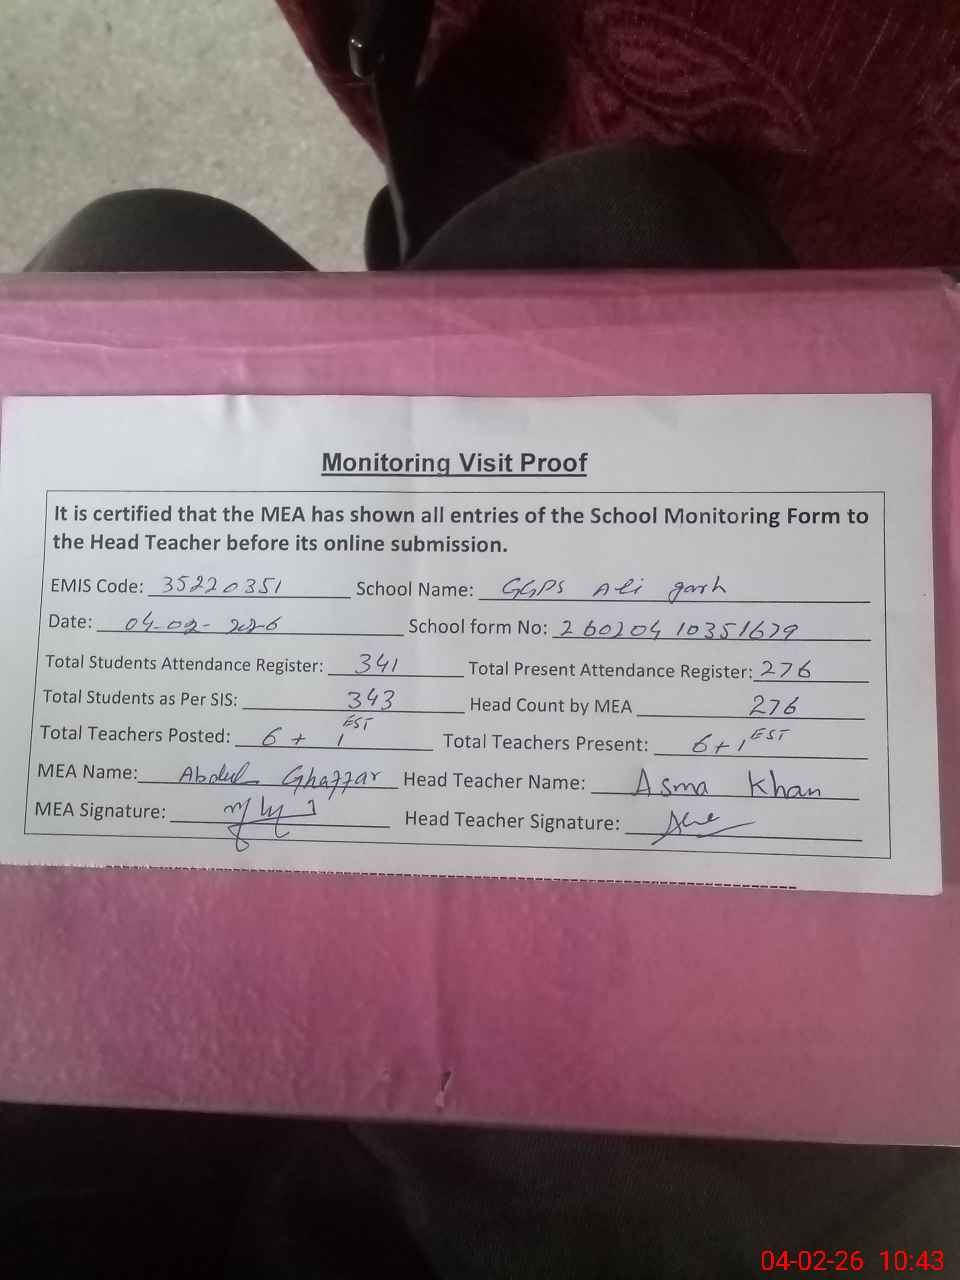 Monitoring Visit Proof
It is certified that the MEA has shown all entries of the School Monitoring Form to
the Head Teacher before its online submission.
EMIS Code: 35220351 School Name: GGPS Ali garh
Date: 04-02-2026 School form No: 26020410351679
Total Students Attendance Register: 341 Total Present Attendance Register: 276
Total Students as Per SIS: 343 Head Count by MEA 276
Total Teachers Posted: 6 + 1 EST Total Teachers Present: 6+1 EST
MEA Name: Abdul Ghaffar Head Teacher Name: Asma Khan
MEA Signature: Head Teacher Signature:
04-02-26 10:43